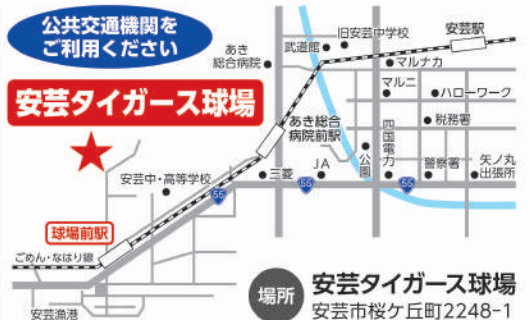 公共交通機関を
ご利用ください
安芸タイガース球場
あき
総合病院
武道館
旧安芸中学校
安芸駅
マルナカ
マルニ
ハローワーク
税務署
あき総合
病院前駅
四国電力
公園
警察署
矢ノ丸
出張所
JA
三菱
55
55
55
安芸中・高等学校
球場前駅
ごめん・なはり線
安芸漁港
場所
安芸タイガース球場
安芸市桜ケ丘町2248-1